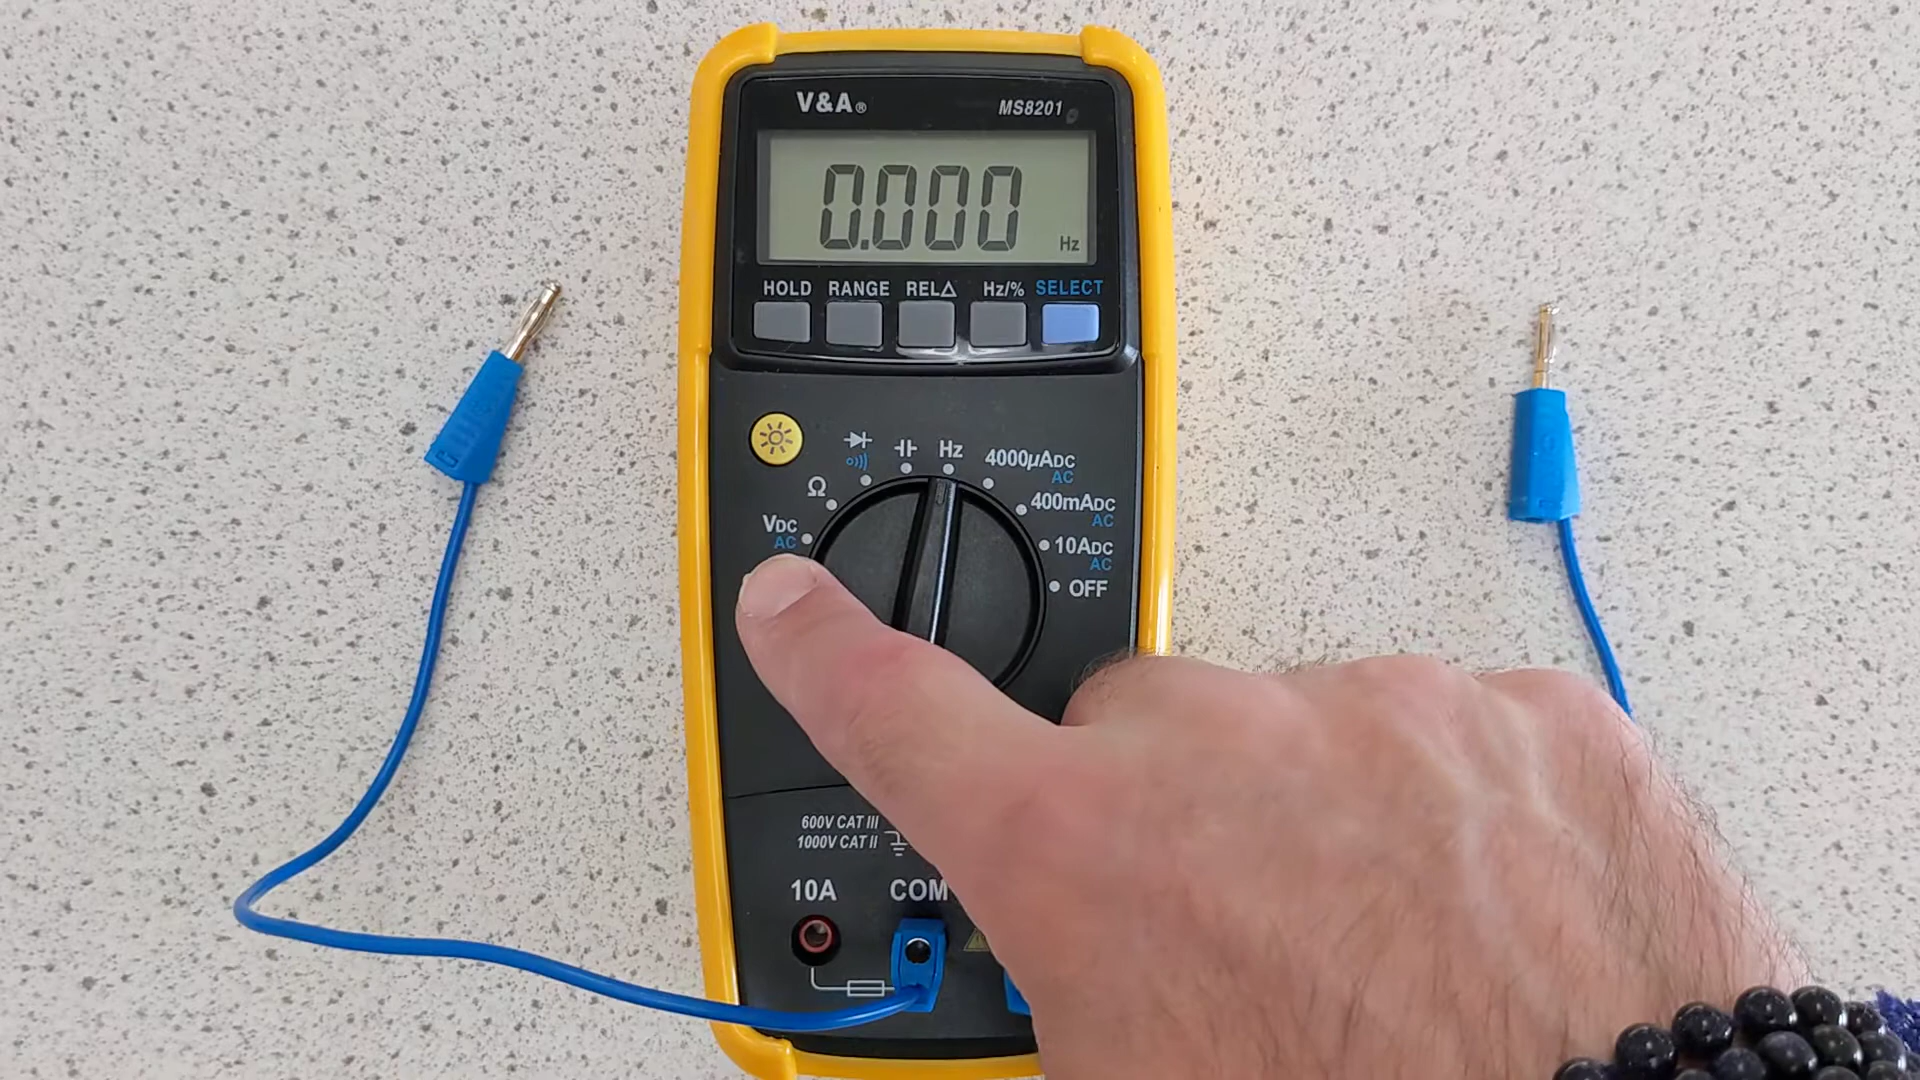 V&A®
MS8201
0.000
Hz
HOLD RANGE REL△ Hz/% SELECT
Hz
4000µADC
AC
Ω
400mADC
AC
VDC
AC
10ADC
AC
OFF
600V CAT III
1000V CAT II
10A COM